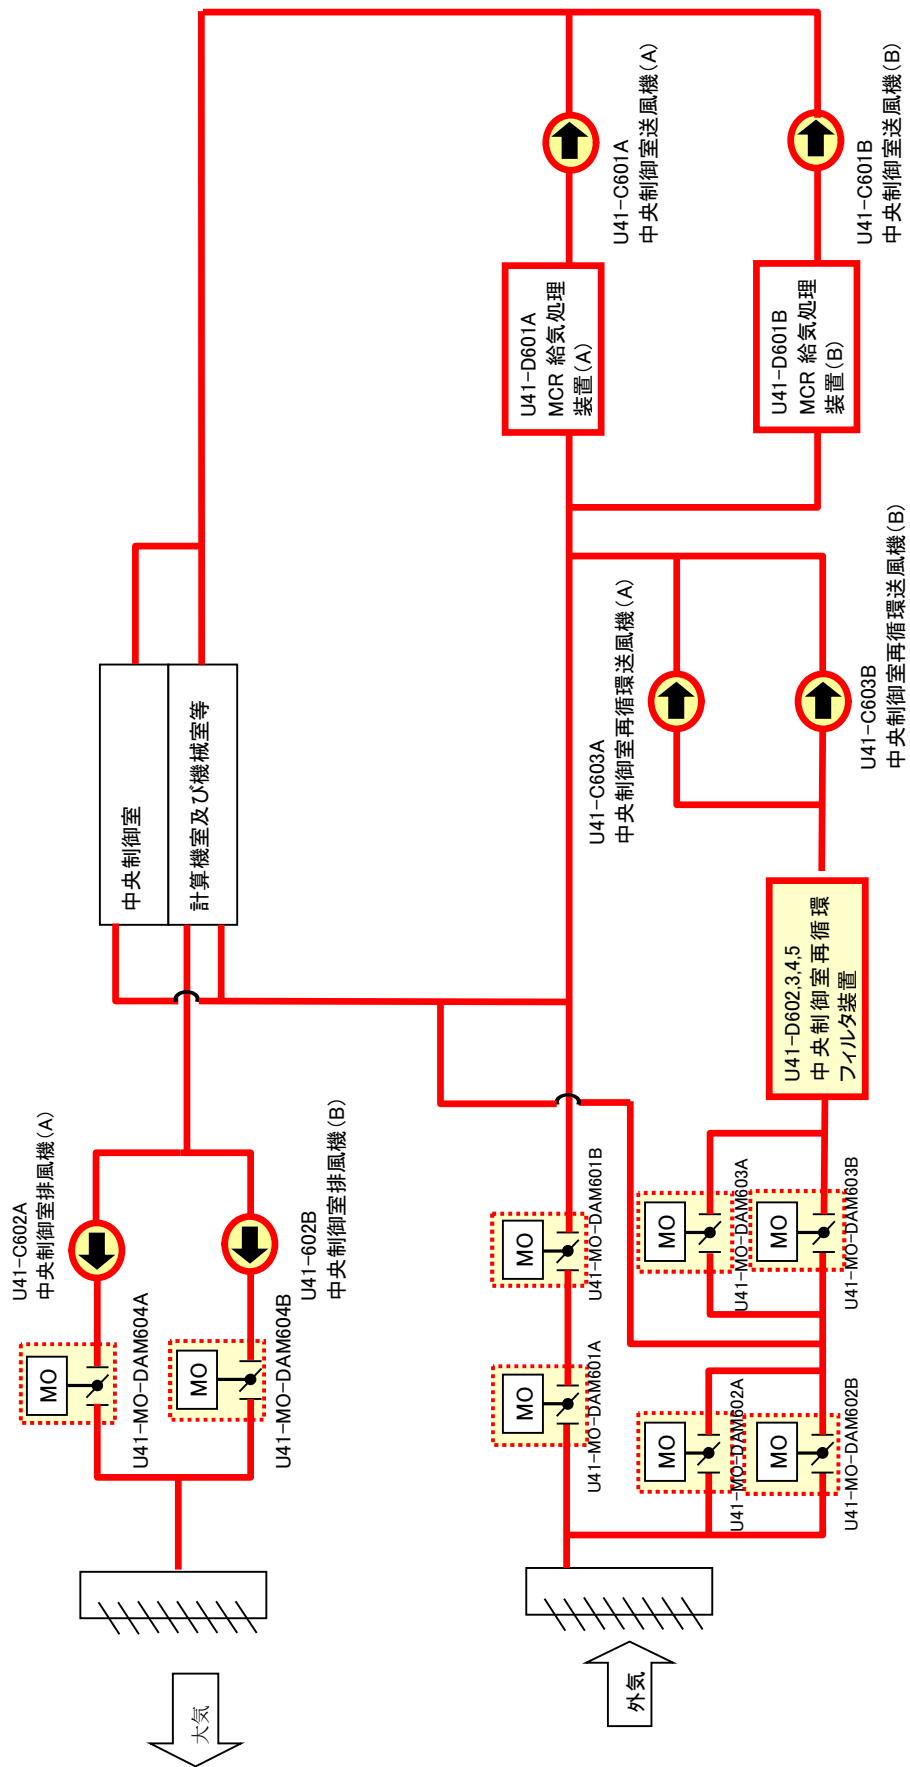 大気
MO
U41-MO-DAM604A
U41-C602A
中央制御室排風機(A)
MO
U41-MO-DAM604B
U41-602B
中央制御室排風機(B)
中央制御室
計算機室及び機械室等
外気
MO
U41-MO-DAM601A
MO
U41-MO-DAM601B
MO
U41-MO-DAM602A
MO
U41-MO-DAM602B
MO
U41-MO-DAM603A
MO
U41-MO-DAM603B
U41-D602,3,4,5
中央制御室再循環
フィルタ装置
U41-C603A
中央制御室再循環送風機(A)
U41-C603B
中央制御室再循環送風機(B)
U41-D601A
MCR 給気処理
装置(A)
U41-D601B
MCR 給気処理
装置(B)
U41-C601A
中央制御室送風機(A)
U41-C601B
中央制御室送風機(B)